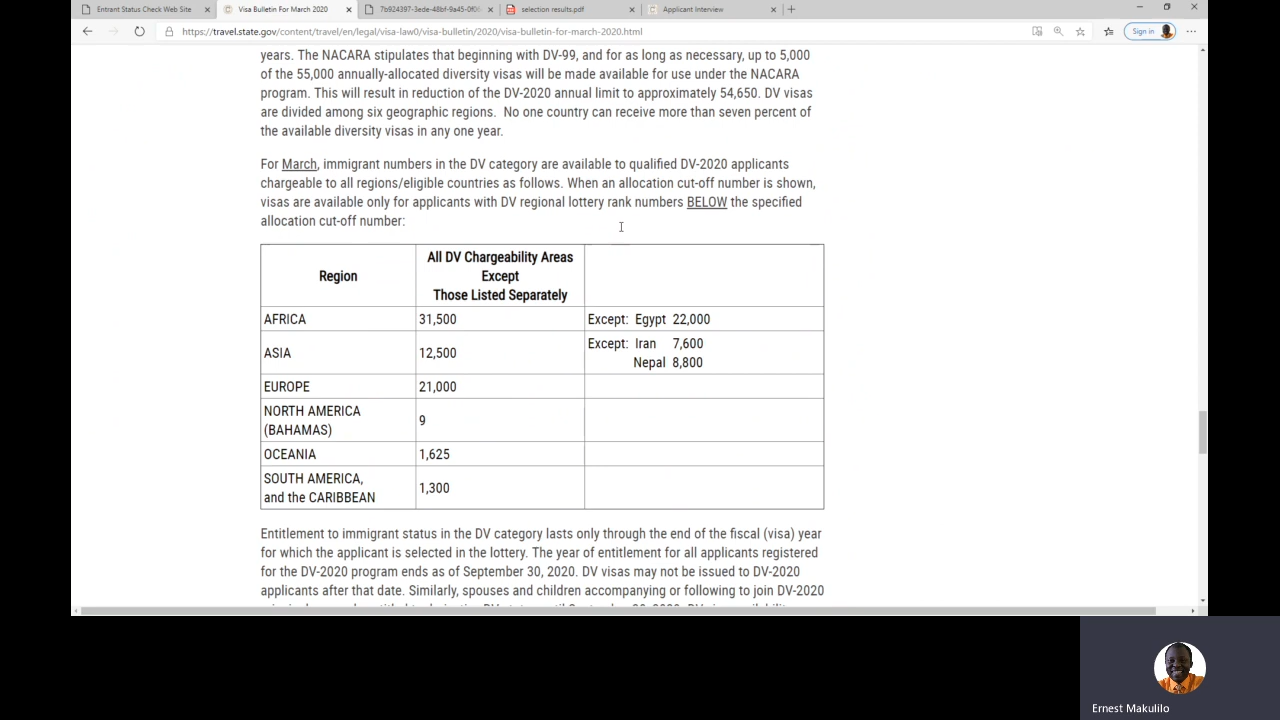 Entrant Status Check Web Site
Visa Bulletin For March 2020
7b924397-3ede-48bf-9a45-0f06
selection results.pdf
Applicant Interview
https://travel.state.gov/content/travel/en/legal/visa-law0/visa-bulletin/2020/visa-bulletin-for-march-2020.html
Sign in
years. The NACARA stipulates that beginning with DV-99, and for as long as necessary, up to 5,000
of the 55,000 annually-allocated diversity visas will be made available for use under the NACARA
program. This will result in reduction of the DV-2020 annual limit to approximately 54,650. DV visas
are divided among six geographic regions. No one country can receive more than seven percent of
the available diversity visas in any one year.
For March, immigrant numbers in the DV category are available to qualified DV-2020 applicants
chargeable to all regions/eligible countries as follows. When an allocation cut-off number is shown,
visas are available only for applicants with DV regional lottery rank numbers BELOW the specified
allocation cut-off number:
Region
All DV Chargeability Areas
Except
Those Listed Separately
AFRICA 31,500 Except: Egypt 22,000
ASIA 12,500 Except: Iran 7,600
Nepal 8,800
EUROPE 21,000
NORTH AMERICA
(BAHAMAS) 9
OCEANIA 1,625
SOUTH AMERICA,
and the CARIBBEAN 1,300
Entitlement to immigrant status in the DV category lasts only through the end of the fiscal (visa) year
for which the applicant is selected in the lottery. The year of entitlement for all applicants registered
for the DV-2020 program ends as of September 30, 2020. DV visas may not be issued to DV-2020
applicants after that date. Similarly, spouses and children accompanying or following to join DV-2020
Ernest Makulilo